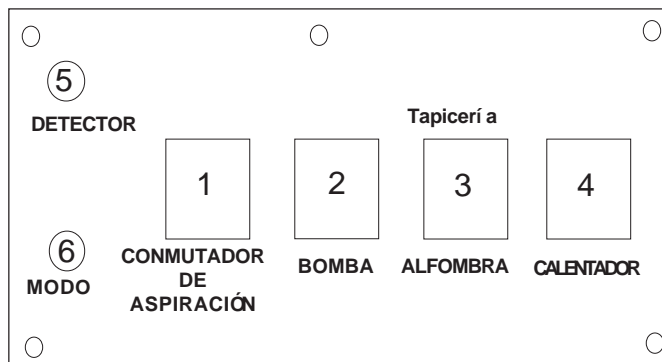 5
DETECTOR
Tapicerí a
1
2
3
4
6
MODO
CONMUTADOR
DE
ASPIRACIÓN
BOMBA
ALFOMBRA
CALENTADOR